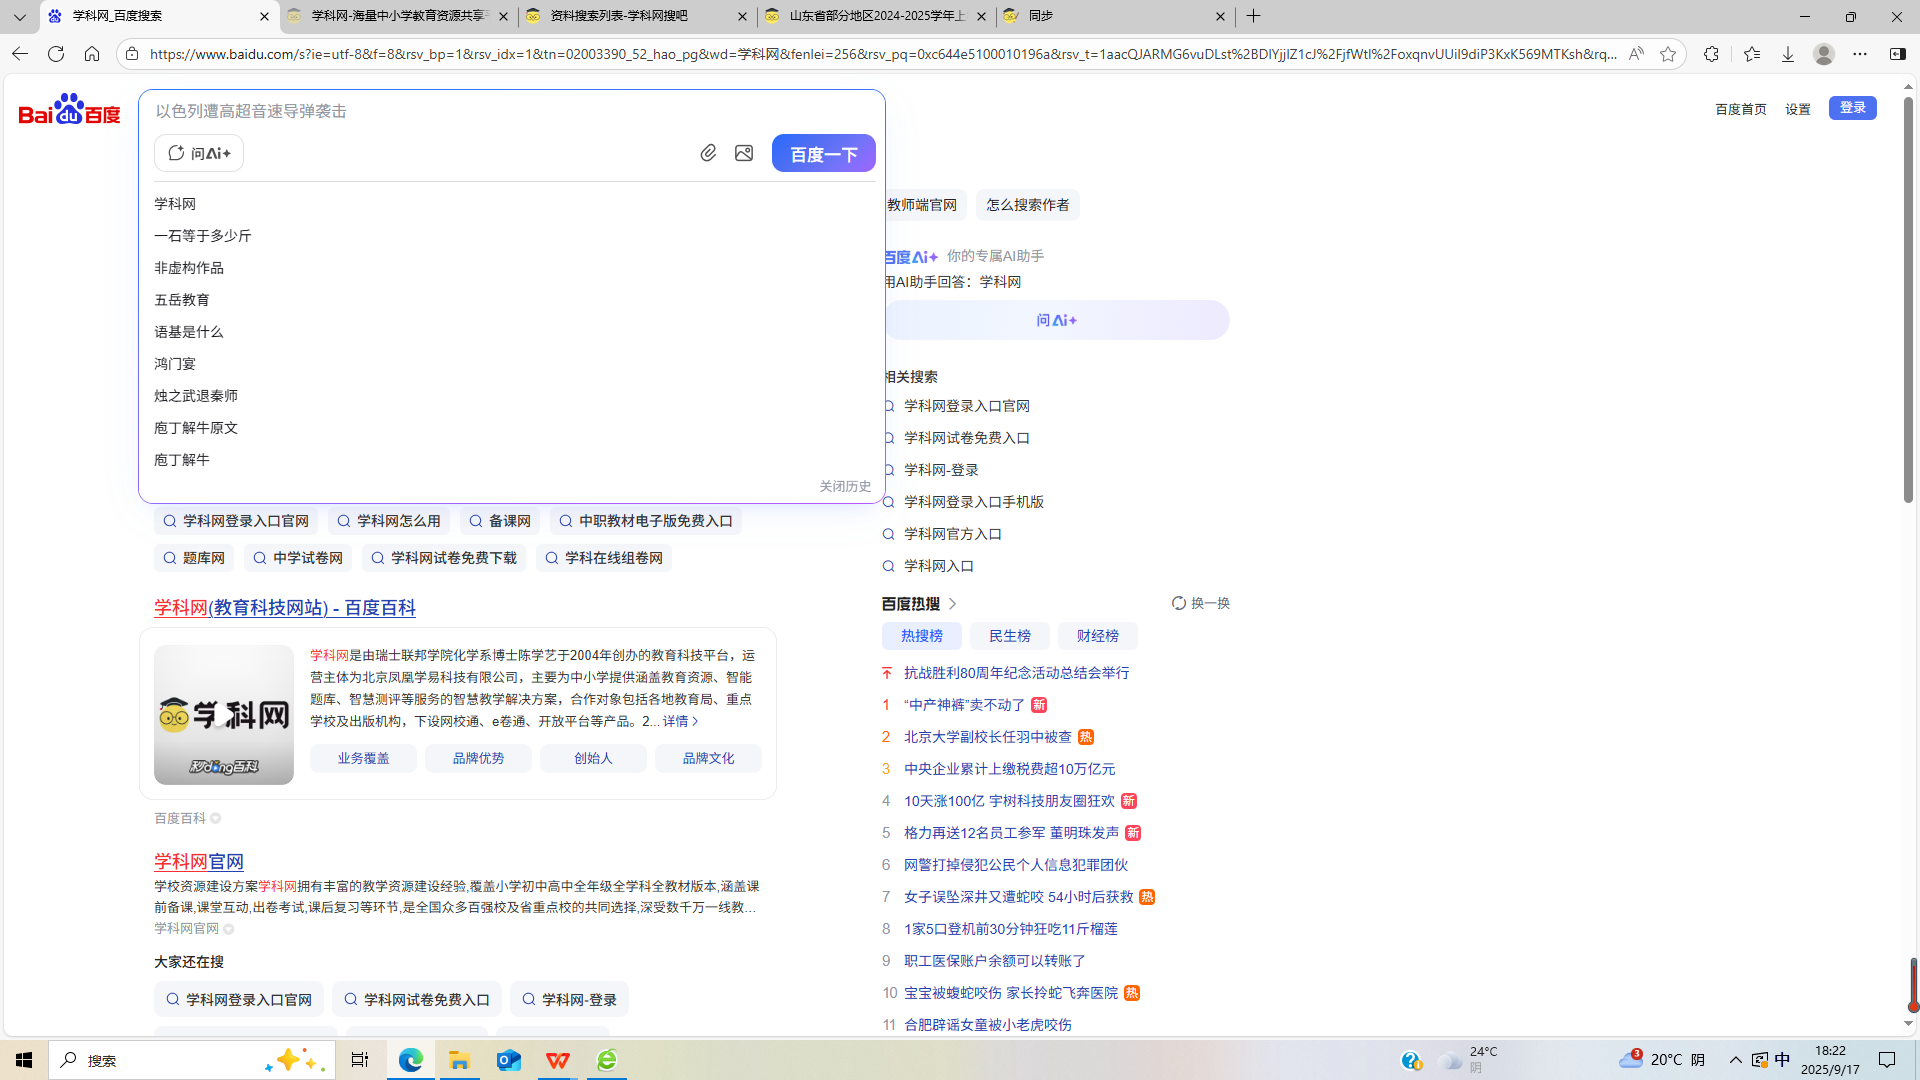 学科网_百度搜索
学科网-海量中小学教育资源共享平
资料搜索列表-学科网搜吧
山东省部分地区2024-2025学年上
同步
https://www.baidu.com/s?ie=utf-8&f=8&rsv_bp=1&rsv_idx=1&tn=02003390_52_hao_pg&wd=学科网&fenlei=256&rsv_pq=0xc644e5100010196a&rsv_t=1aacQJARMG6vuDLst%2BDlYjjlZ1cJ%2FjfWtI%2FoxqnvUUiI9diP3KxK569MTKsh&rq...
Bai du 百度
以色列遭高超音速导弹袭击
百度首页 设置 登录
问Ai+
百度一下
学科网
一石等于多少斤
非虚构作品
五岳教育
语基是什么
鸿门宴
烛之武退秦师
庖丁解牛原文
庖丁解牛
关闭历史
教师端官网 怎么搜索作者
百度Ai+ 你的专属AI助手
用AI助手回答：学科网
问Ai+
相关搜索
学科网登录入口官网
学科网试卷免费入口
学科网-登录
学科网登录入口手机版
学科网官方入口
学科网入口
学科网登录入口官网 学科网怎么用 备课网 中职教材电子版免费入口
题库网 中学试卷网 学科网试卷免费下载 学科在线组卷网
学科网(教育科技网站) - 百度百科
学科网
秒dong百科
学科网是由瑞士联邦学院化学系博士陈学艺于2004年创办的教育科技平台，运
营主体为北京凤凰学易科技有限公司，主要为中小学提供涵盖教育资源、智能
题库、智慧测评等服务的智慧教学解决方案，合作对象包括各地教育局、重点
学校及出版机构，下设网校通、e卷通、开放平台等产品。2... 详情
业务覆盖 品牌优势 创始人 品牌文化
百度百科
学科网官网
学校资源建设方案学科网拥有丰富的教学资源建设经验,覆盖小学初中高中全年级全学科全教材版本,涵盖课
前备课,课堂互动,出卷考试,课后复习等环节,是全国众多百强校及省重点校的共同选择,深受数千万一线教...
学科网官网
大家还在搜
学科网登录入口官网 学科网试卷免费入口 学科网-登录
百度热搜 换一换
热搜榜 民生榜 财经榜
抗战胜利80周年纪念活动总结会举行
1 “中产神裤”卖不动了 新
2 北京大学副校长任羽中被查 热
3 中央企业累计上缴税费超10万亿元
4 10天涨100亿 宇树科技朋友圈狂欢 新
5 格力再送12名员工参军 董明珠发声 新
6 网警打掉侵犯公民个人信息犯罪团伙
7 女子误坠深井又遭蛇咬 54小时后获救 热
8 1家5口登机前30分钟狂吃11斤榴莲
9 职工医保账户余额可以转账了
10 宝宝被蝮蛇咬伤 家长拎蛇飞奔医院 热
11 合肥辟谣女童被小老虎咬伤
搜索
24°C
阴
3
20°C 阴
中
18:22
2025/9/17